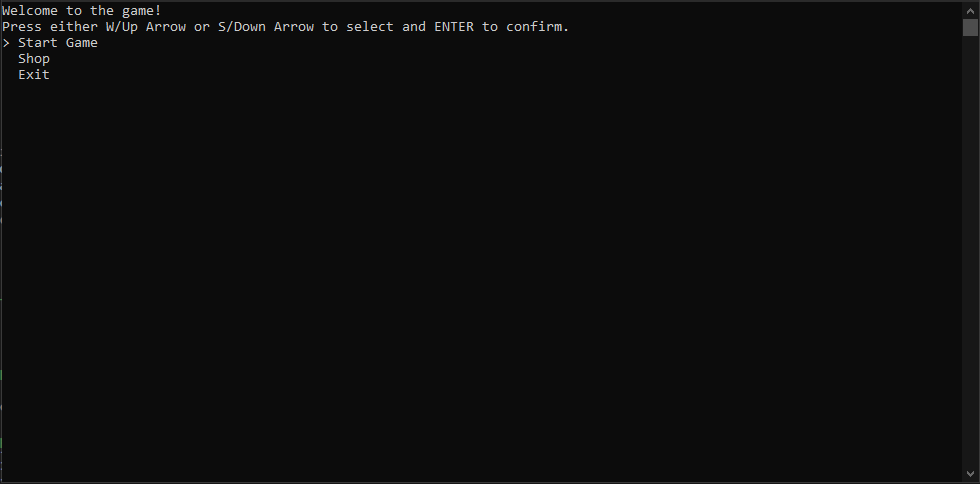 Welcome to the game!
Press either W/Up Arrow or S/Down Arrow to select and ENTER to confirm.
> Start Game
Shop
Exit